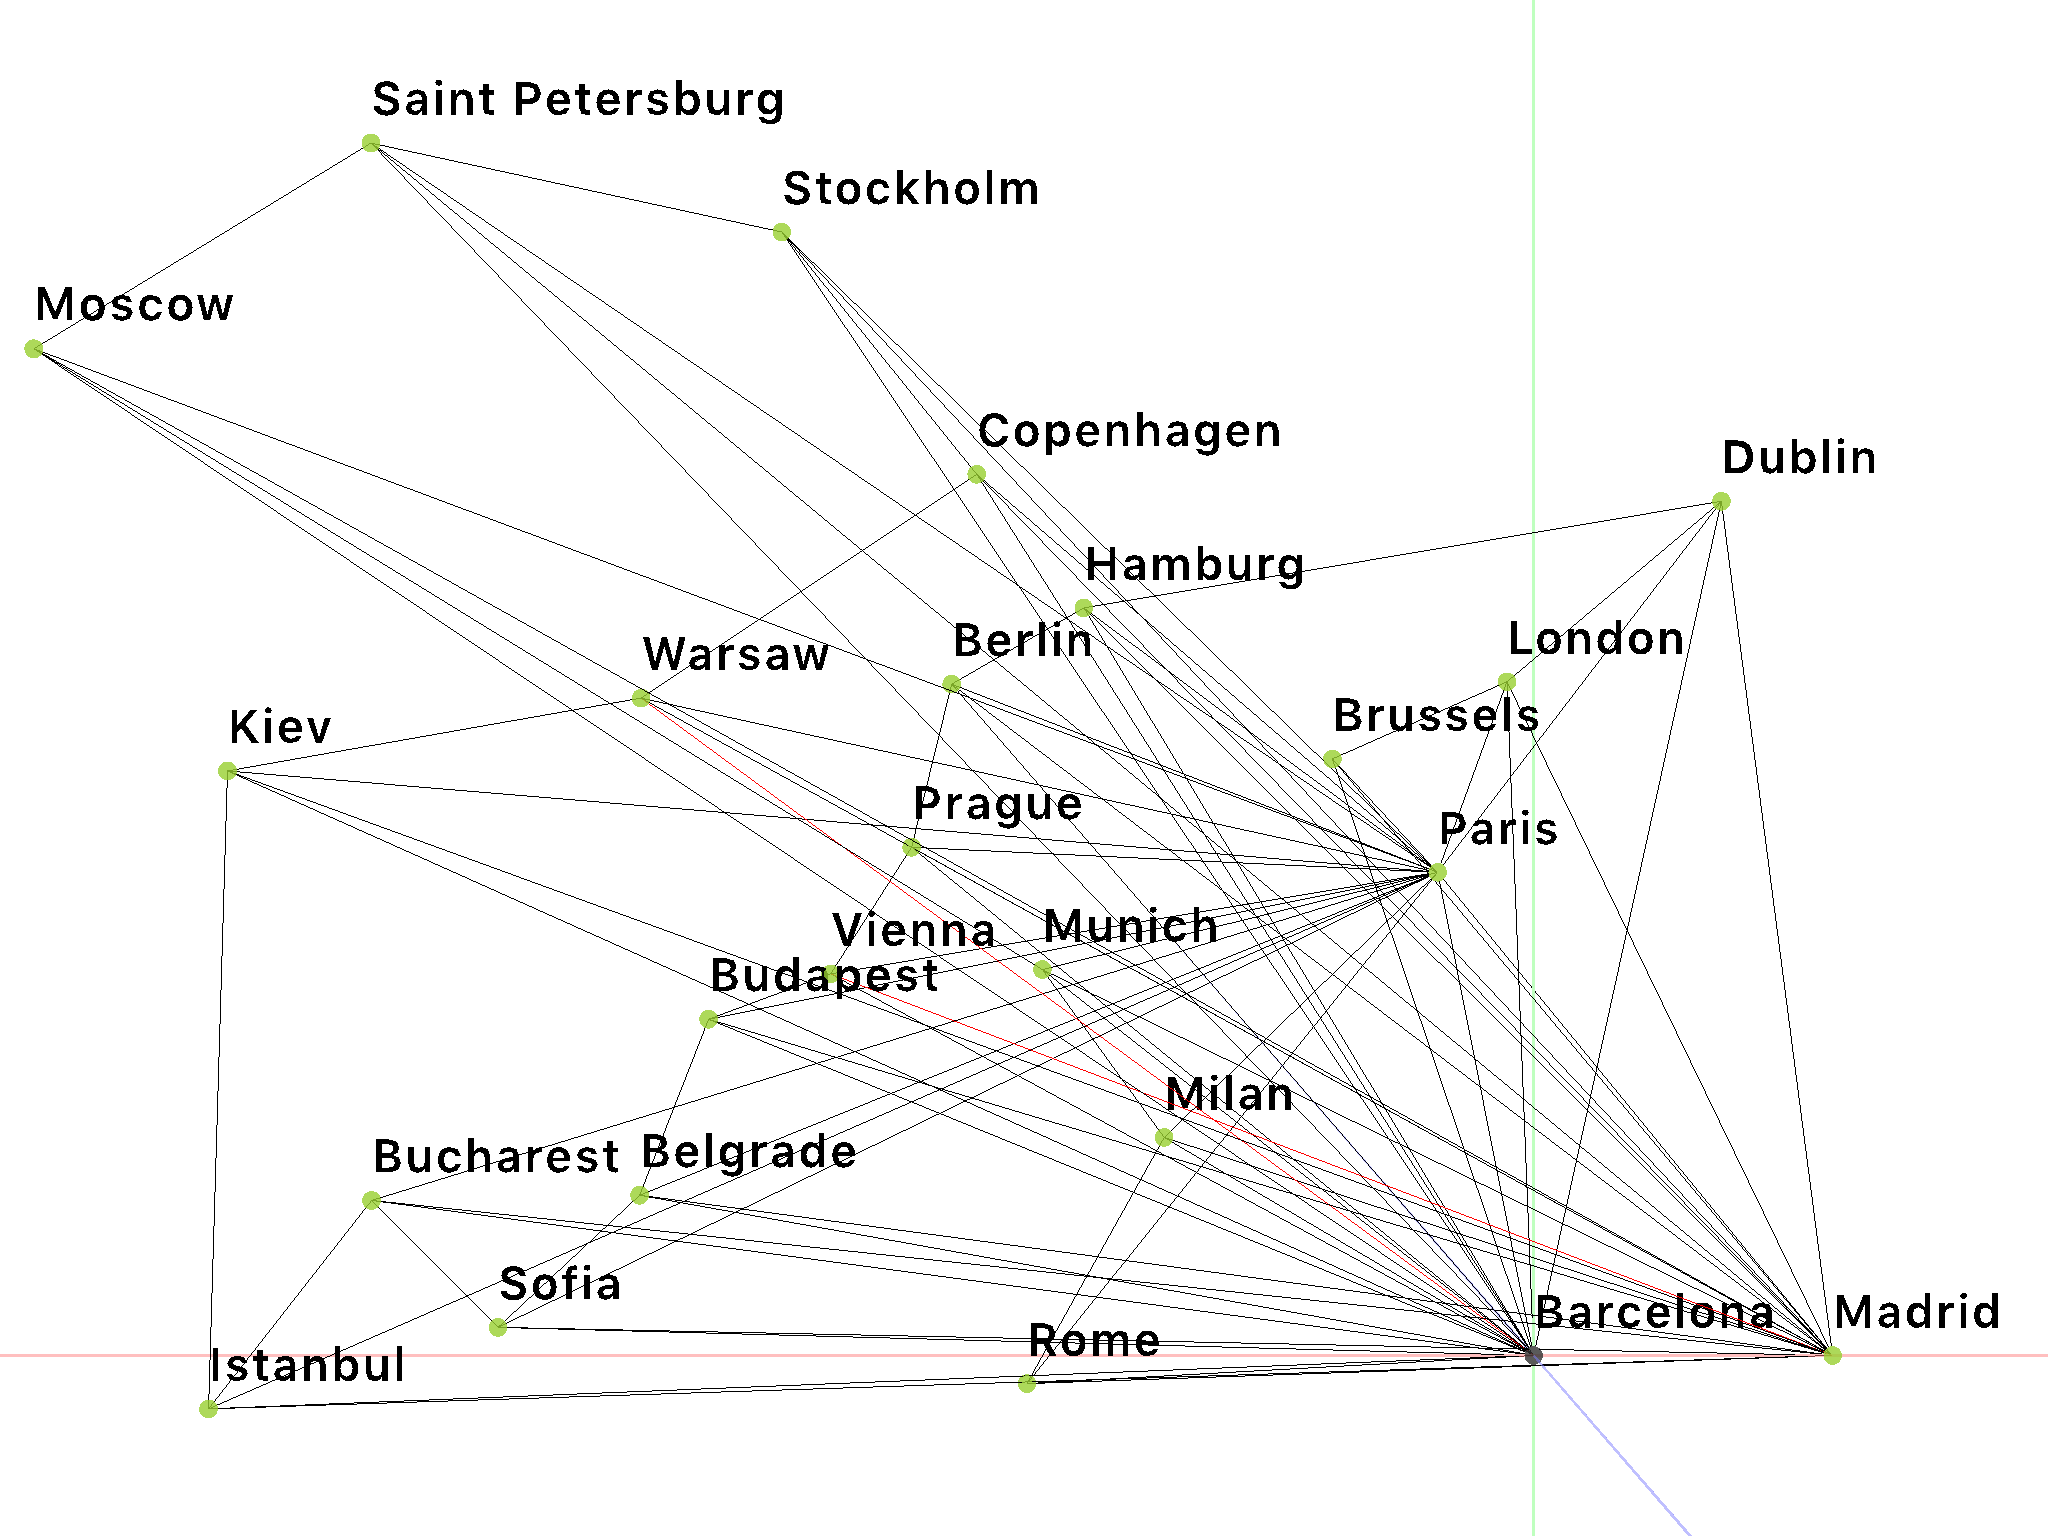 Saint Petersburg
Stockholm
Moscow
Copenhagen
Dublin
Hamburg
Berlin
London
Warsaw
Brussels
Kiev
Prague
Paris
Vienna
Munich
Budapest
Milan
Bucharest
Belgrade
Sofia
Barcelona
Madrid
Rome
Istanbul